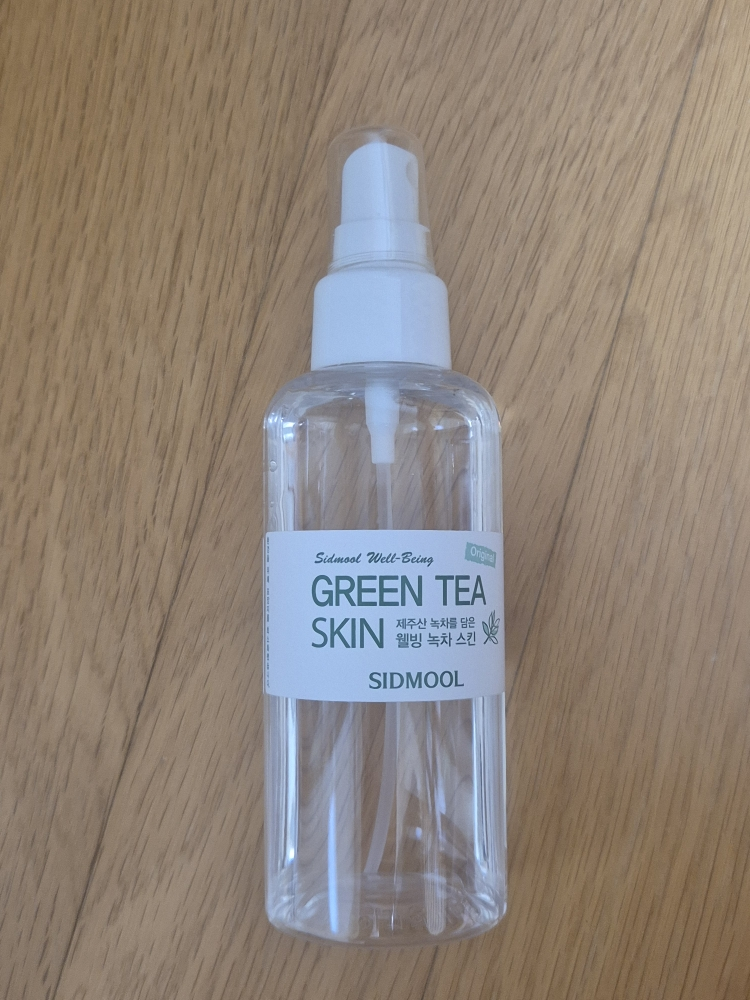 Sidmool Well-Being
Original
GREEN TEA
SKIN
제주산 녹차를 담은
웰빙 녹차 스킨
SIDMOOL